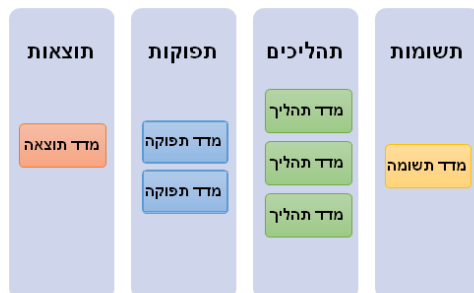 תשומות
מדד תשומה
תהליכים
מדד תהליך
מדד תהליך
מדד תהליך
תפוקות
מדד תפוקה
מדד תפוקה
תוצאות
מדד תוצאה